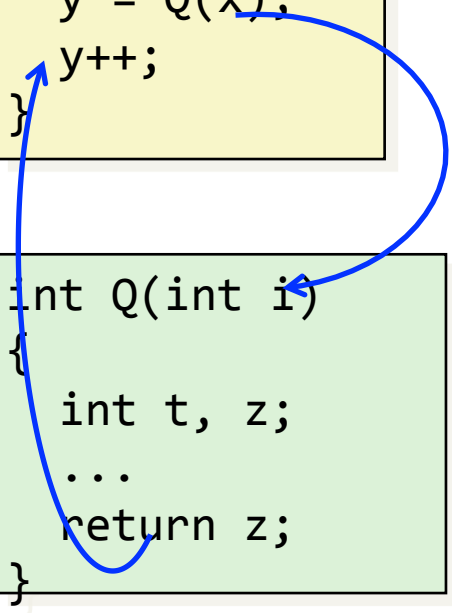 y = Q(x);
y++;
}
int Q(int i)
{
int t, z;
...
return z;
}